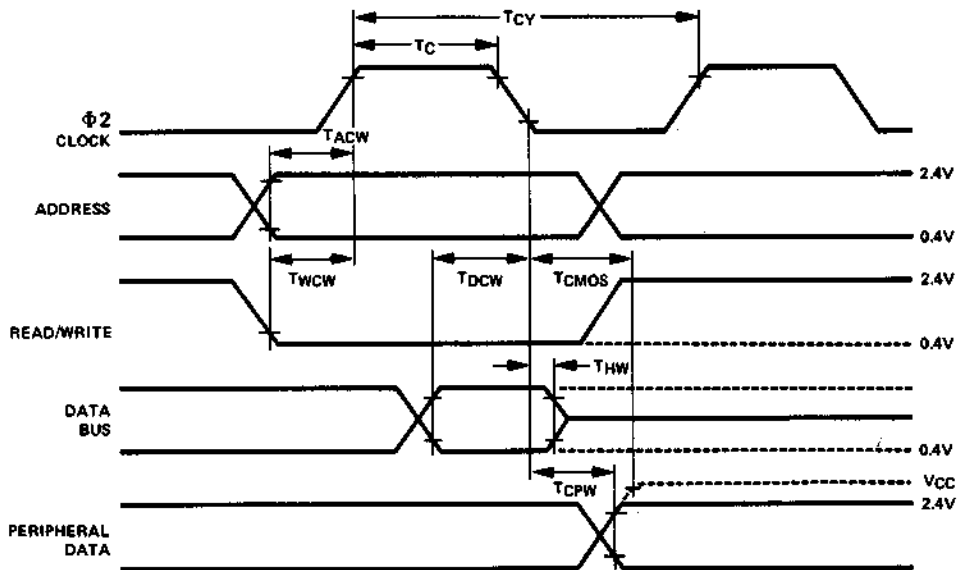 TCY
TC
Φ2
CLOCK
TACW
2.4V
ADDRESS
0.4V
TWCW
TDCW
TCMOS
2.4V
READ/WRITE
0.4V
THW
DATA
BUS
0.4V
TCPW
VCC
2.4V
PERIPHERAL
DATA